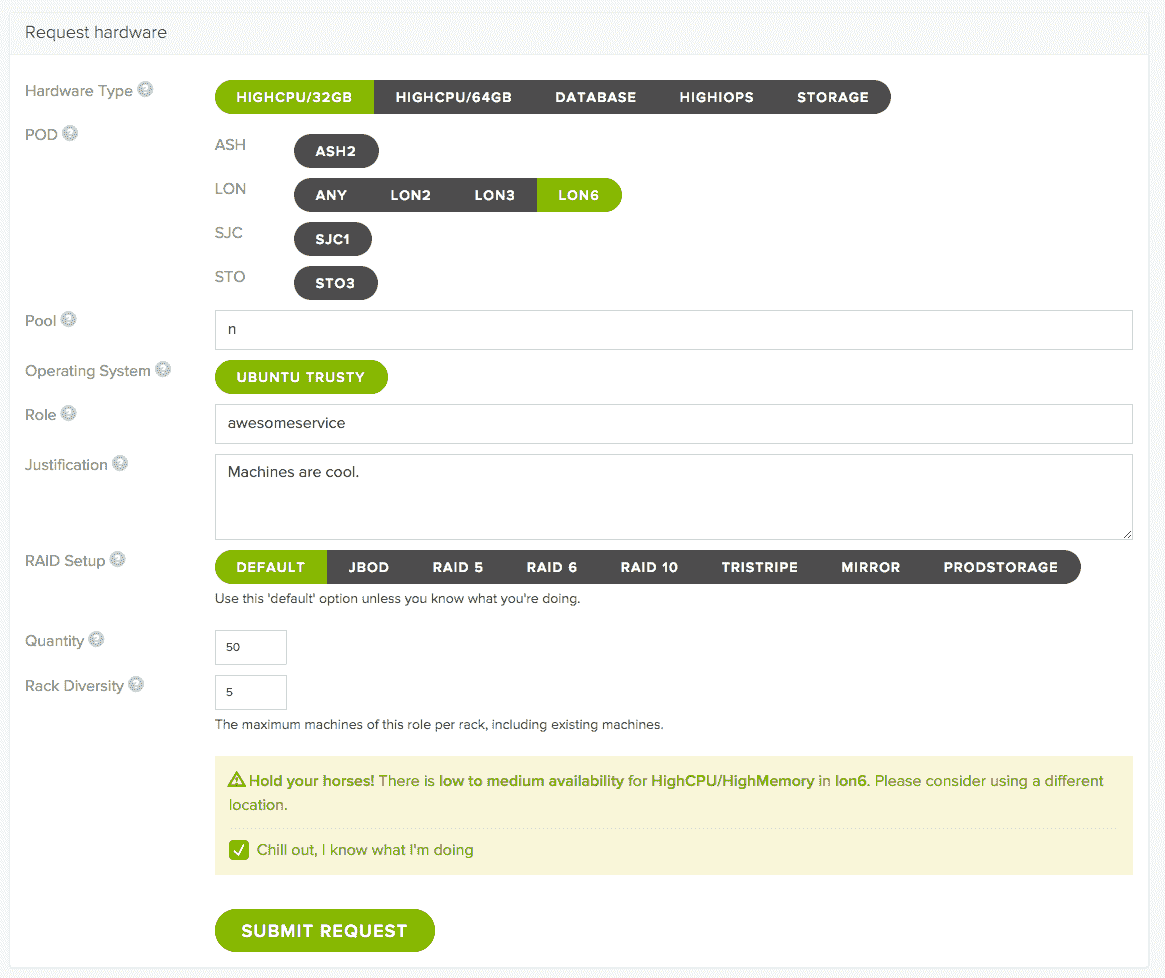 Request hardware
Hardware Type HIGHCPU/32GB HIGHCPU/64GB DATABASE HIGHIOPS STORAGE
POD ASH ASH2
LON ANY LON2 LON3 LON6
SJC SJC1
STO STO3
Pool n
Operating System UBUNTU TRUSTY
Role awesomeservice
Justification Machines are cool.
RAID Setup DEFAULT JBOD RAID 5 RAID 6 RAID 10 TRISTRIPE MIRROR PRODSTORAGE
Use this 'default' option unless you know what you're doing.
Quantity 50
Rack Diversity 5
The maximum machines of this role per rack, including existing machines.
Hold your horses! There is low to medium availability for HighCPU/HighMemory in lon6. Please consider using a different
location.
Chill out, I know what I'm doing
SUBMIT REQUEST